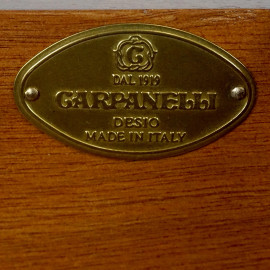 G
DAL 1919
CARPANELLI
DESIO
MADE IN ITALY